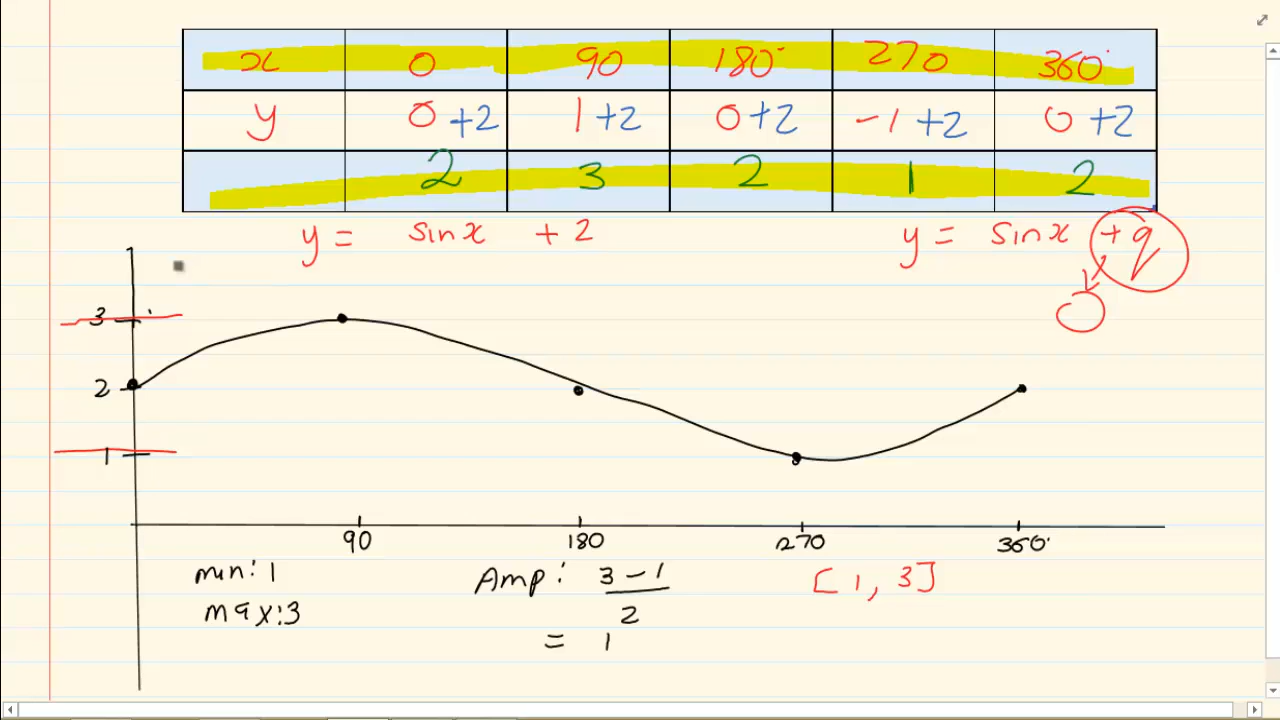 x 0 90 180° 270 360°
y 0 +2 1 +2 0 +2 -1 +2 0 +2
2 3 2 1 2
y = sinx + 2
y = sinx + q
3
2
1
90 180 270 360°
min: 1
max: 3
Amp: 3 - 1
2
= 1
[1, 3]